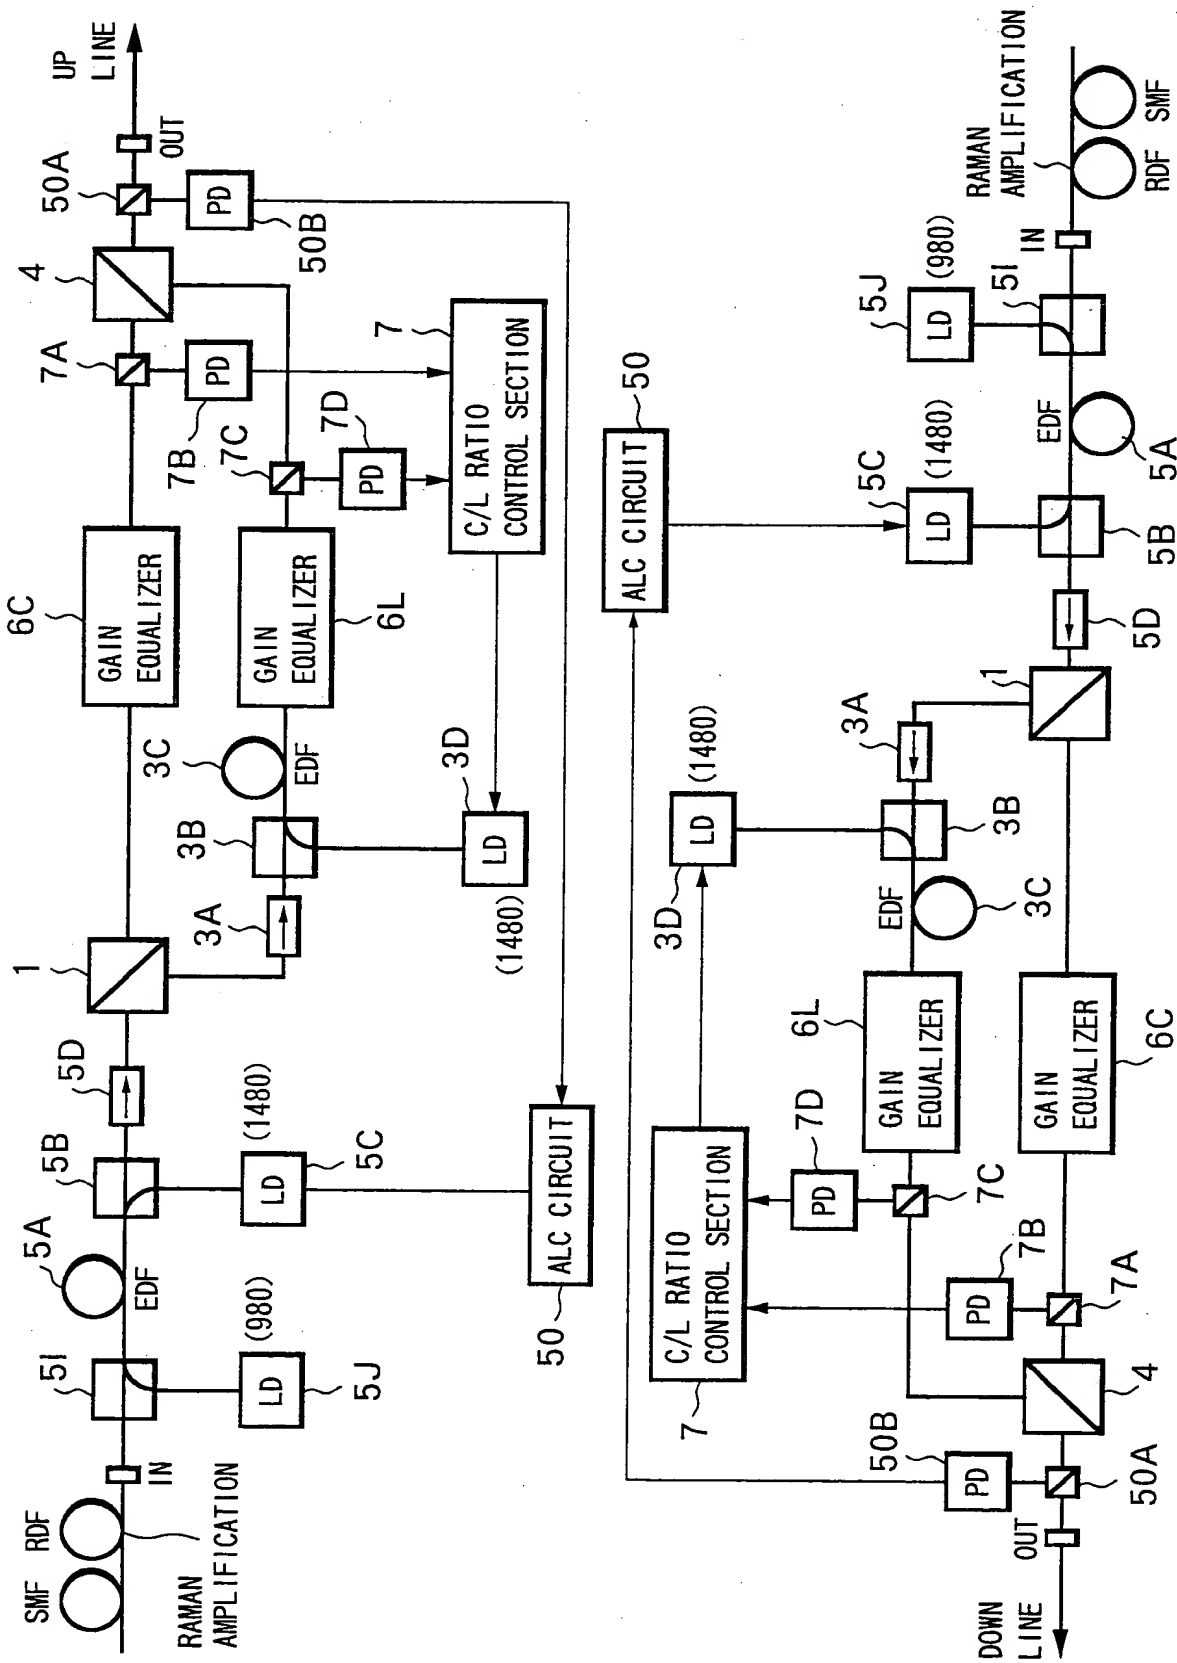 SMF
RDF
RAMAN
AMPLIFICATION
IN
5I
LD
(980)
5J
5A
EDF
5B
LD
(1480)
5C
5D
ALC CIRCUIT
50
1
3A
3B
3C
EDF
LD
3D
(1480)
6C
GAIN
EQUALIZER
GAIN
EQUALIZER
6L
7A
PD
7B
7C
PD
7D
C/L RATIO
CONTROL SECTION
7
4
50A
PD
50B
OUT
UP
LINE
RAMAN
AMPLIFICATION
RDF
SMF
IN
5I
5J
LD
(980)
EDF
5A
5B
5C
LD
(1480)
ALC CIRCUIT
50
5D
1
3A
3B
LD
3D
(1480)
EDF
3C
6L
GAIN
EQUALIZER
GAIN
EQUALIZER
6C
7C
PD
7D
C/L RATIO
CONTROL SECTION
7
PD
7B
7A
4
50A
PD
50B
OUT
DOWN
LINE